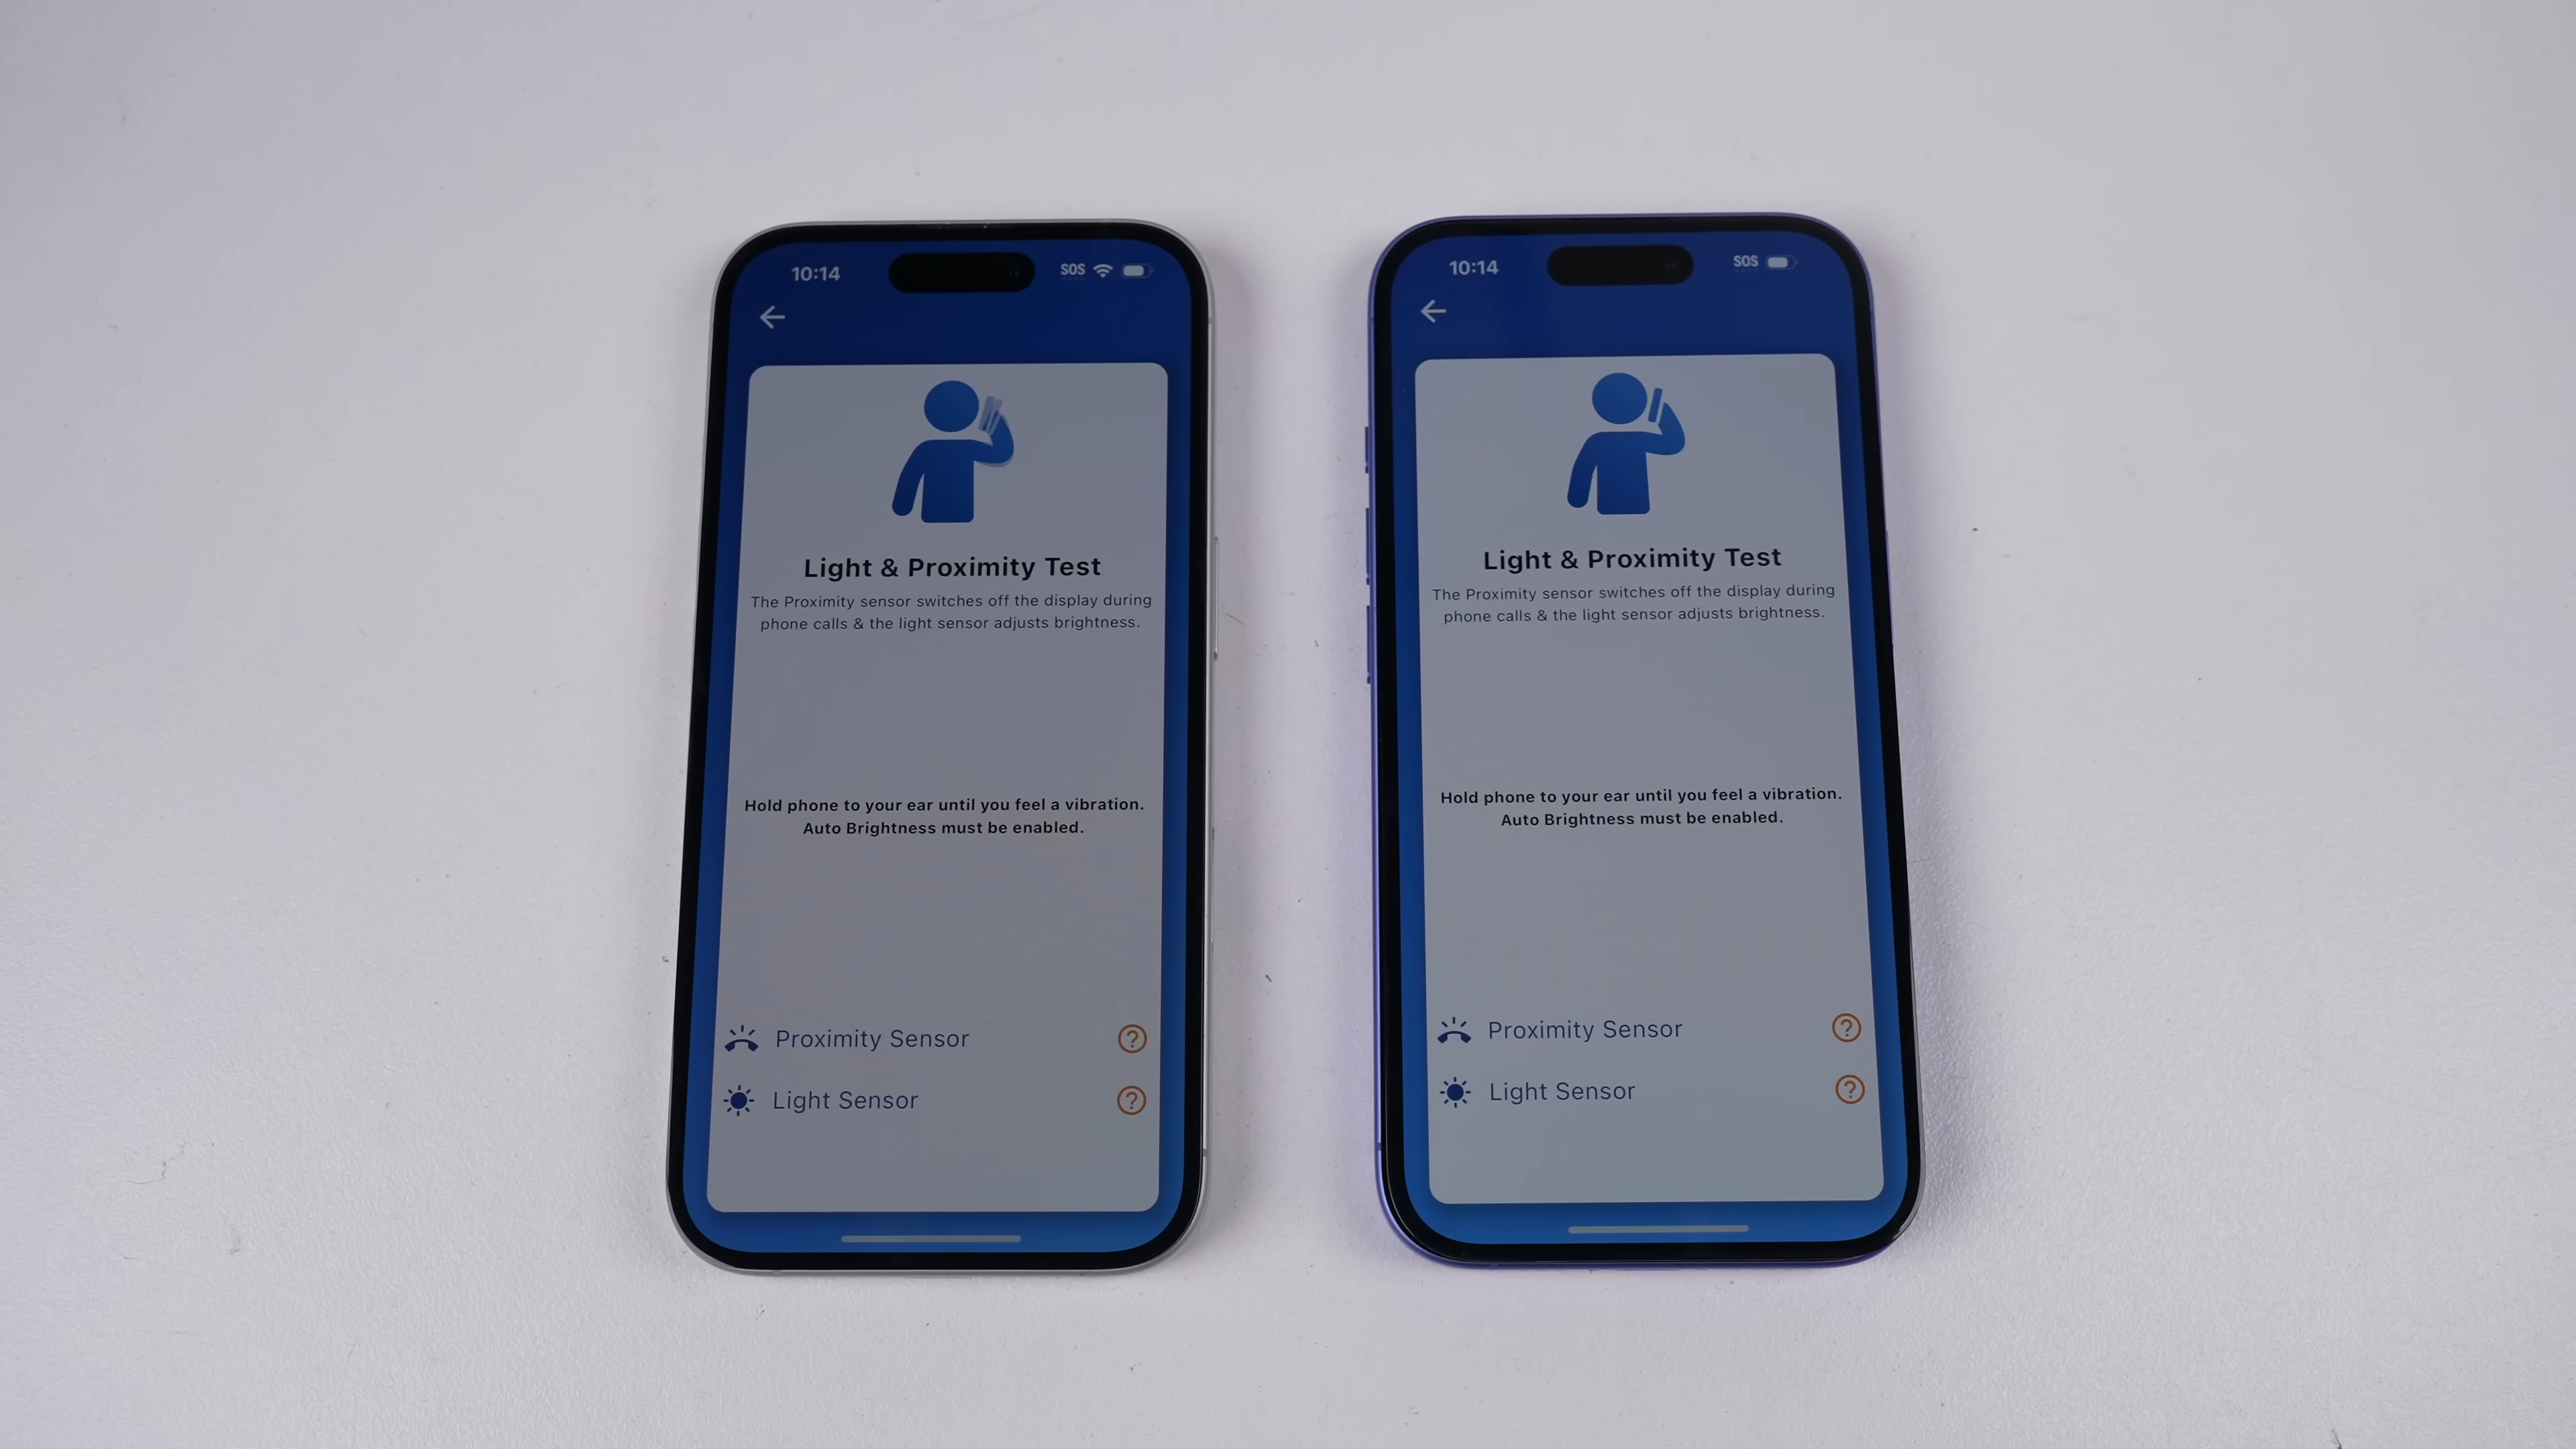 10:14
SOS
Light & Proximity Test
The Proximity sensor switches off the display during
phone calls & the light sensor adjusts brightness.
Hold phone to your ear until you feel a vibration.
Auto Brightness must be enabled.
Proximity Sensor
?
Light Sensor
?
10:14
SOS
Light & Proximity Test
The Proximity sensor switches off the display during
phone calls & the light sensor adjusts brightness.
Hold phone to your ear until you feel a vibration.
Auto Brightness must be enabled.
Proximity Sensor
?
Light Sensor
?